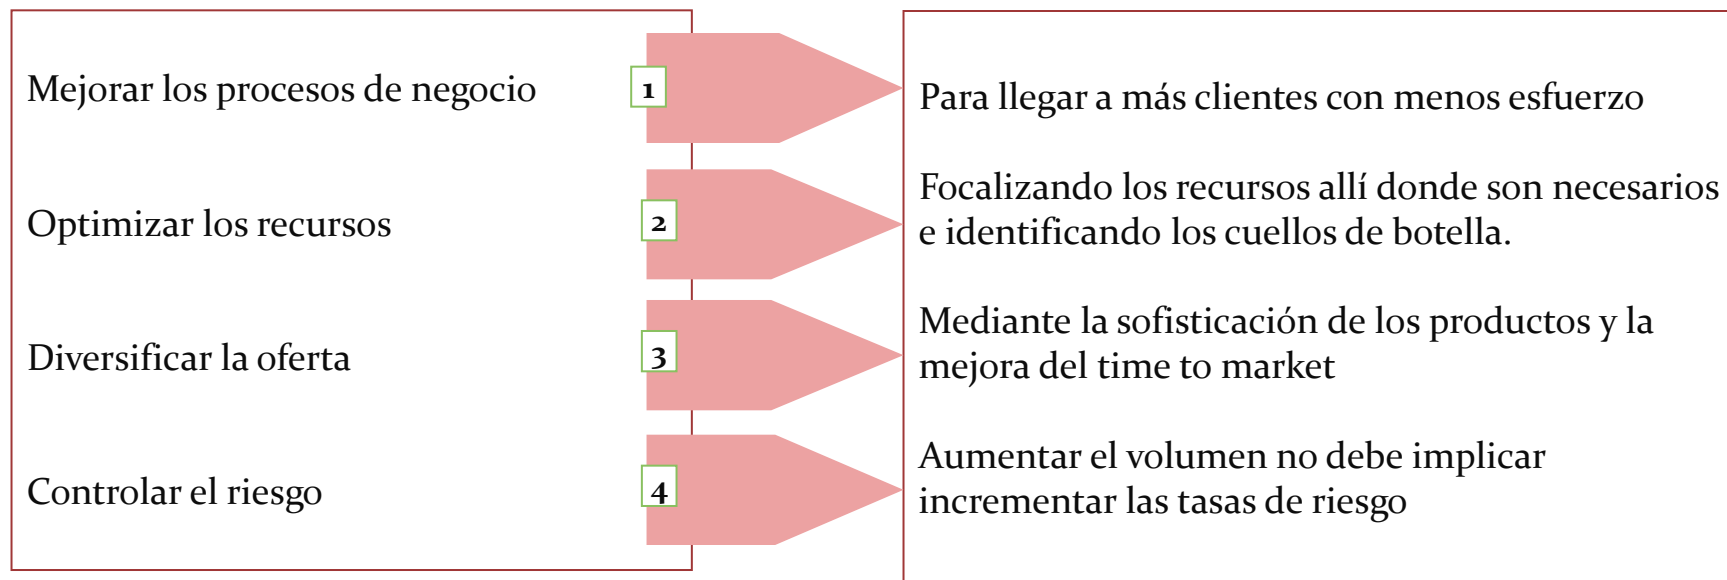 Mejorar los procesos de negocio
1
Para llegar a más clientes con menos esfuerzo
Optimizar los recursos
2
Focalizando los recursos allí donde son necesarios
e identificando los cuellos de botella.
Diversificar la oferta
3
Mediante la sofisticación de los productos y la
mejora del time to market
Controlar el riesgo
4
Aumentar el volumen no debe implicar
incrementar las tasas de riesgo